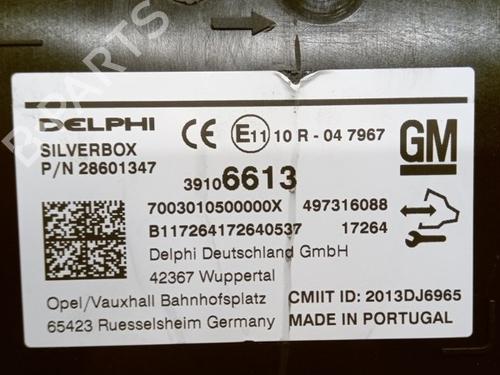 DELPHI
SILVERBOX
P/N 28601347
CE E11 10 R - 04 7967
GM
39106613
7003010500000X 497316088
B117264172640537 17264
Delphi Deutschland GmbH
42367 Wuppertal
Opel/Vauxhall Bahnhofsplatz
65423 Ruesselsheim Germany
CMIIT ID: 2013DJ6965
MADE IN PORTUGAL
B-PARTS